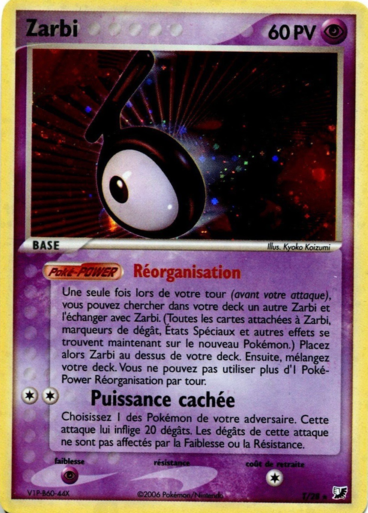 Zarbi 60 PV
BASE Illus. Kyoko Koizumi
Poké-POWER Réorganisation
Une seule fois lors de votre tour (avant votre attaque),
vous pouvez chercher dans votre deck un autre Zarbi et
l'échanger avec Zarbi. (Toutes les cartes attachées à Zarbi,
marqueurs de dégât, États Spéciaux et autres effets se
trouvent maintenant sur le nouveau Pokémon.) Placez
alors Zarbi au dessus de votre deck. Ensuite, mélangez
votre deck. Vous ne pouvez pas utiliser plus d'1 Poké-
Power Réorganisation par tour.
Puissance cachée
Choisissez 1 des Pokémon de votre adversaire. Cette
attaque lui inflige 20 dégâts. Les dégâts de cette attaque
ne sont pas affectés par la Faiblesse ou la Résistance.
faiblesse résistance coût de retraite
©2006 Pokémon/Nintendo